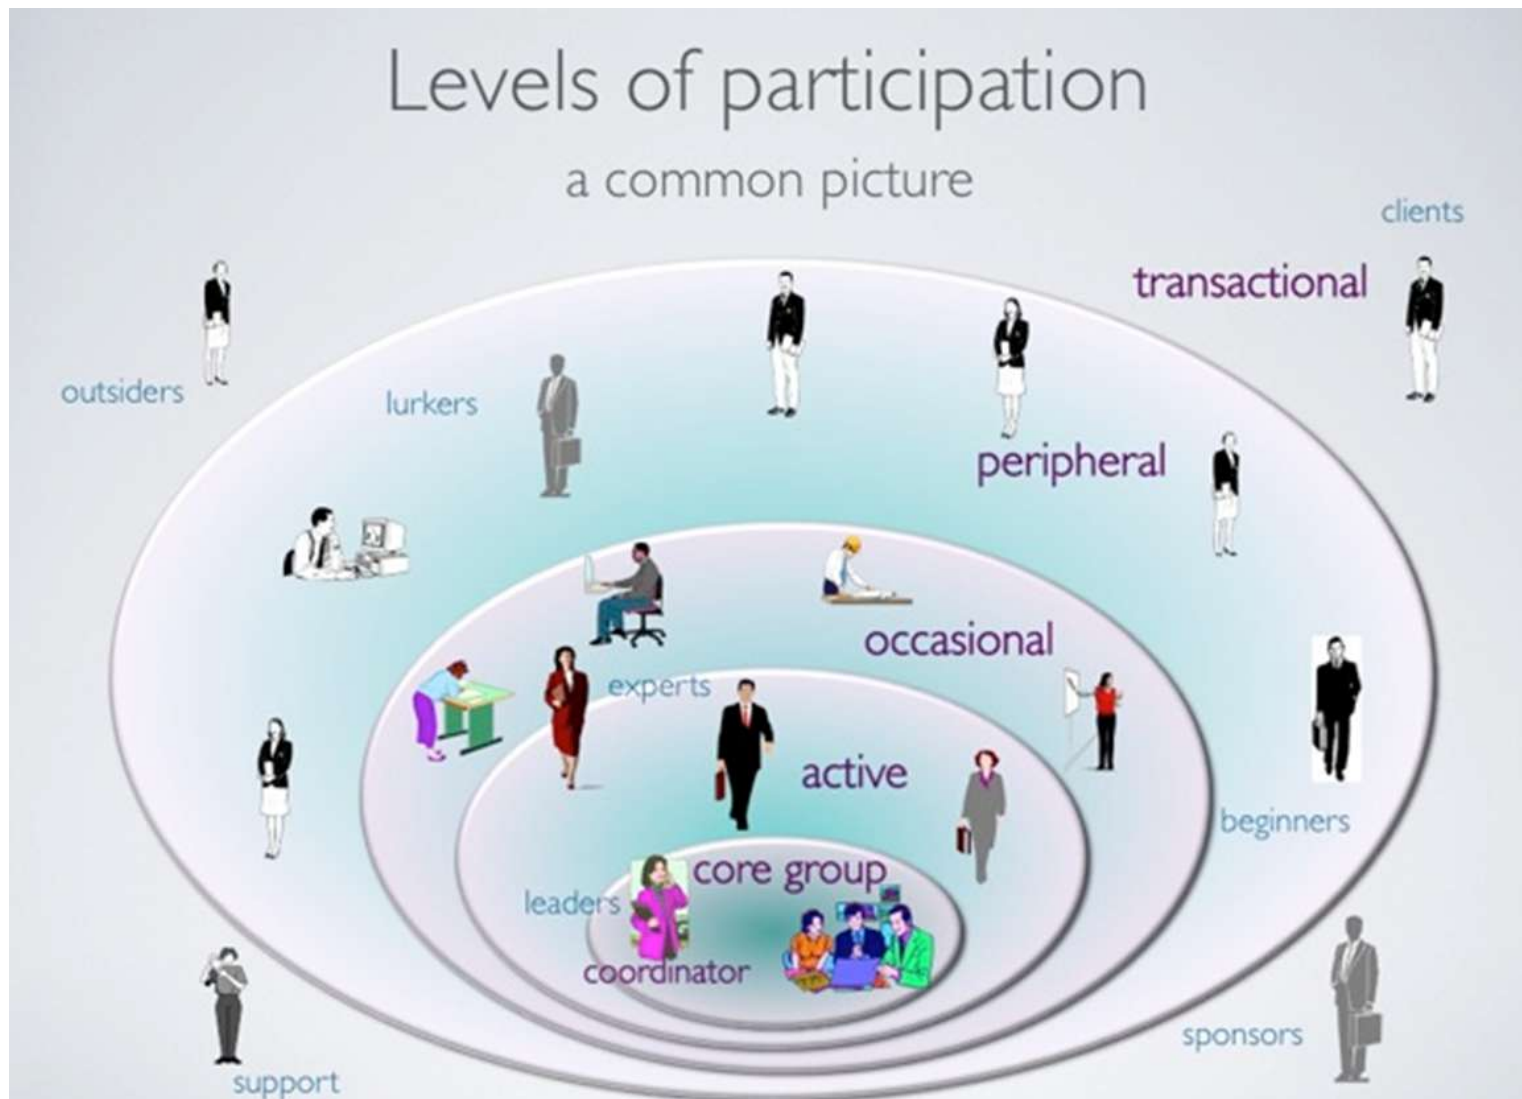 Levels of participation
a common picture
clients
transactional
outsiders
lurkers
peripheral
occasional
experts
active
beginners
core group
leaders
coordinator
sponsors
support